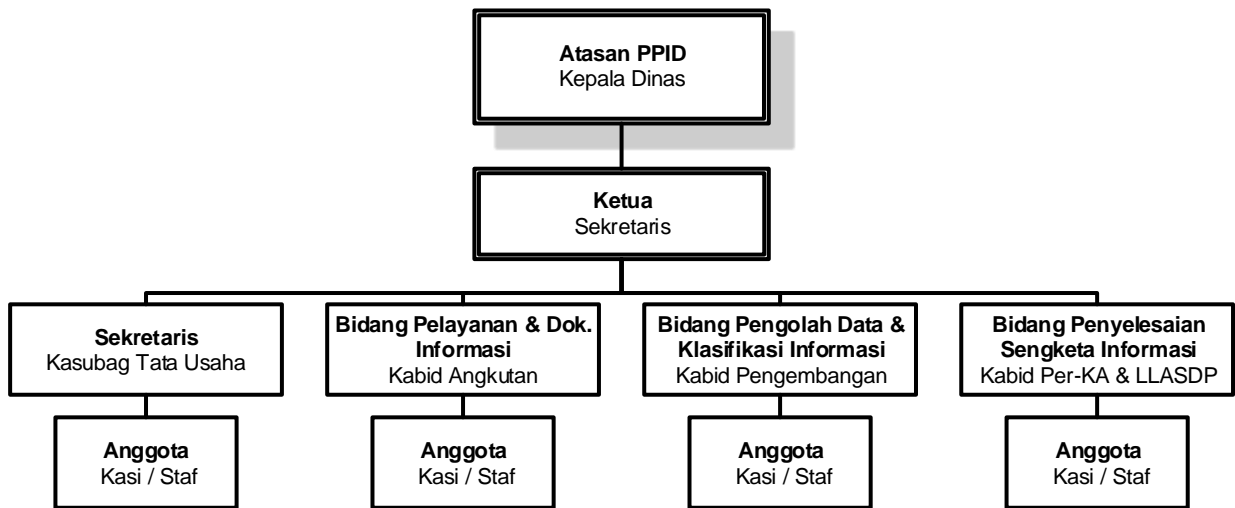 Atasan PPID
Kepala Dinas
Ketua
Sekretaris
Sekretaris
Kasubag Tata Usaha
Bidang Pelayanan & Dok.
Informasi
Kabid Angkutan
Bidang Pengolah Data &
Klasifikasi Informasi
Kabid Pengembangan
Bidang Penyelesaian
Sengketa Informasi
Kabid Per-KA & LLASDP
Anggota
Kasi / Staf
Anggota
Kasi / Staf
Anggota
Kasi / Staf
Anggota
Kasi / Staf